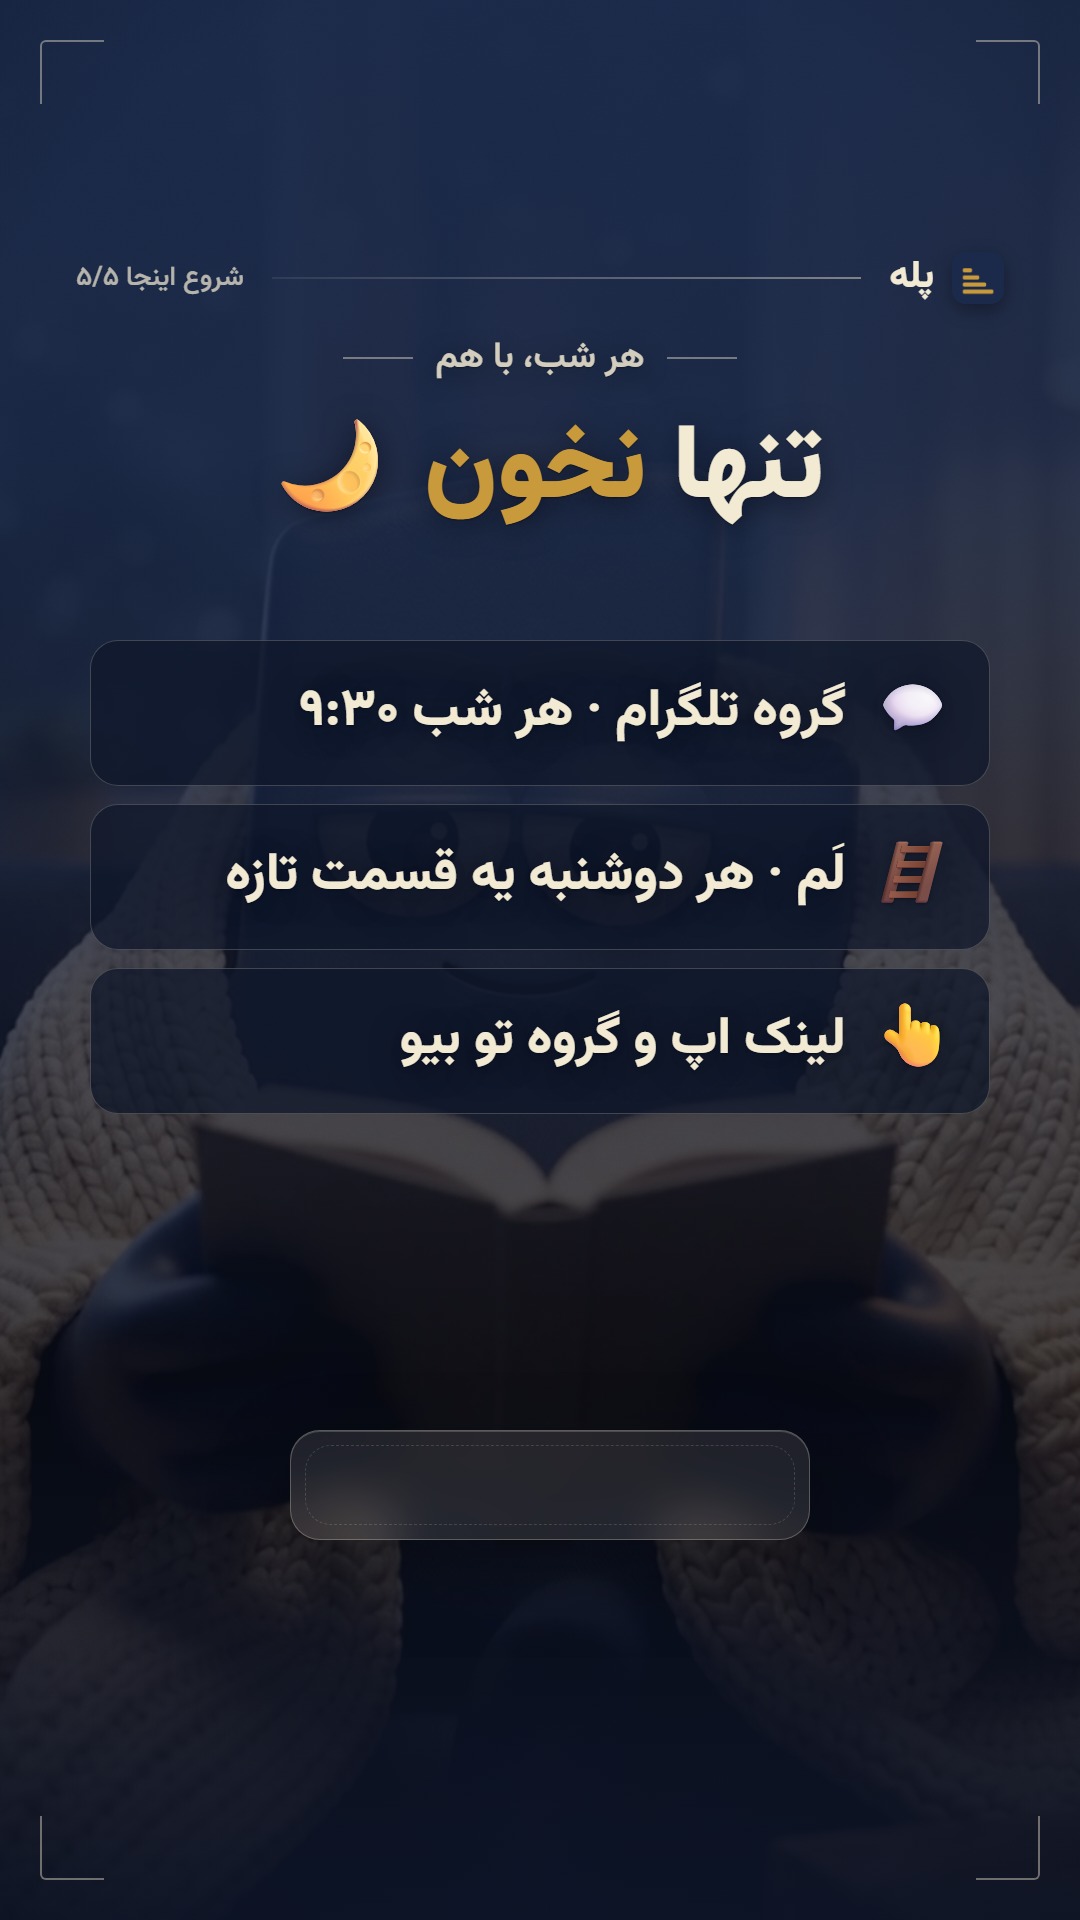 پله
شروع اینجا ۵/۵
هر شب، با هم
تنها نخون 🌙
💬 گروه تلگرام · هر شب ۹:۳۰
🪜 لَم · هر دوشنبه یه قسمت تازه
👆 لینک اپ و گروه تو بیو